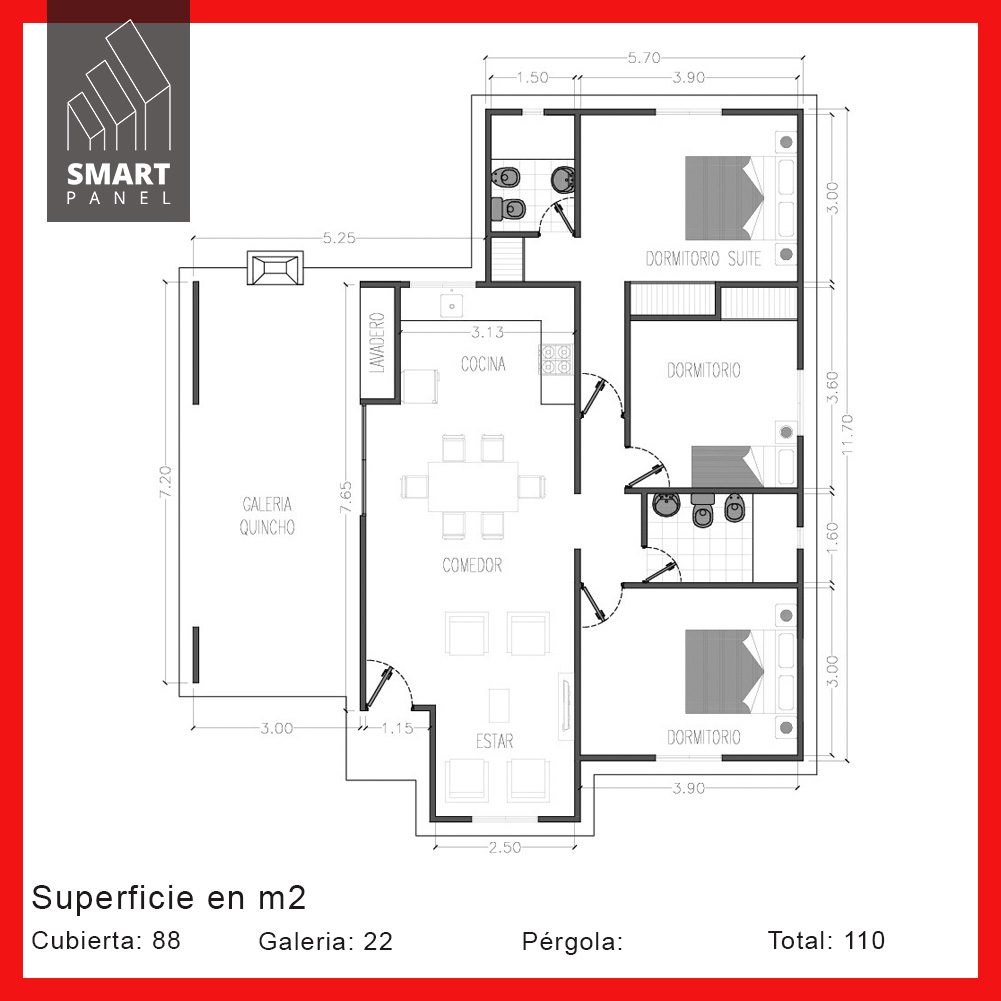 SMART
PANEL
5.70
1.50
3.90
3.00
DORMITORIO SUITE
5.25
LAVADERO
3.13
COCINA
DORMITORIO
3.60
11.70
7.20
7.65
GALERIA
QUINCHO
COMEDOR
1.60
3.00
ESTAR
DORMITORIO
3.00
1.15
3.90
2.50
Superficie en m2
Cubierta: 88
Galeria: 22
Pérgola:
Total: 110